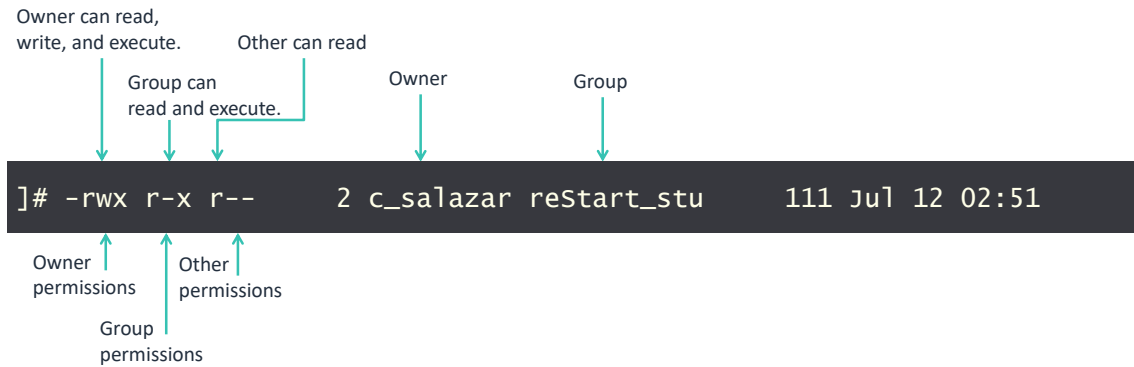 Owner can read,
write, and execute.
Other can read
Group can
read and execute.
Owner
Group
]# -rwx r-x r-- 2 c_salazar reStart_stu 111 Jul 12 02:51
Owner
permissions
Other
permissions
Group
permissions